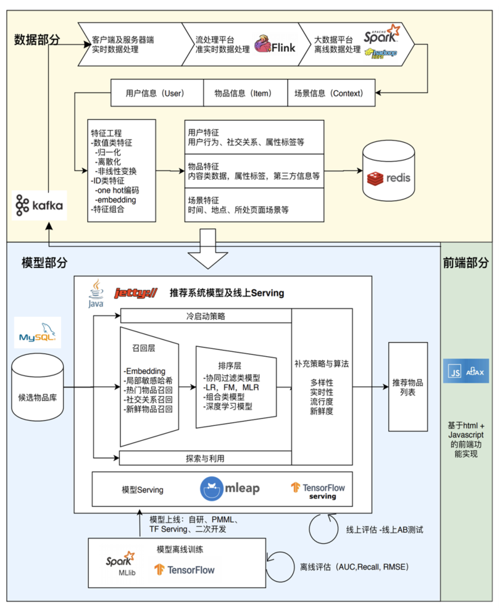 数据部分
客户端及服务器端
实时数据处理
流处理平台
准实时数据处理
Flink
大数据平台
离线数据处理
APACHE
Spark
hadoop
用户信息（User）
物品信息（Item）
场景信息（Context）
特征工程
-数值类特征
-归一化
-离散化
-非线性变换
-ID类特征
-one hot编码
-embedding
-特征组合
用户特征
用户行为、社交关系、属性标签等
物品特征
内容类数据，属性标签，第三方信息等
场景特征
时间、地点、所处页面场景等
redis
kafka
模型部分
前端部分
Java
jetty://
推荐系统模型及线上Serving
MySQL
候选物品库
冷启动策略
召回层
-Embedding
-局部敏感哈希
-热门物品召回
-社交关系召回
-新鲜物品召回
排序层
-协同过滤类模型
-LR，FM，MLR
-组合类模型
-深度学习模型
探索与利用
补充策略与算法
多样性
实时性
流行度
新鲜度
推荐物品
列表
JS
AJAX
基于html +
Javascript
的前端功
能实现
模型Serving
mleap
TensorFlow
serving
模型上线：自研、PMML、
TF Serving、二次开发
线上评估 -线上AB测试
模型离线训练
Spark
MLlib
TensorFlow
离线评估（AUC,Recall, RMSE）